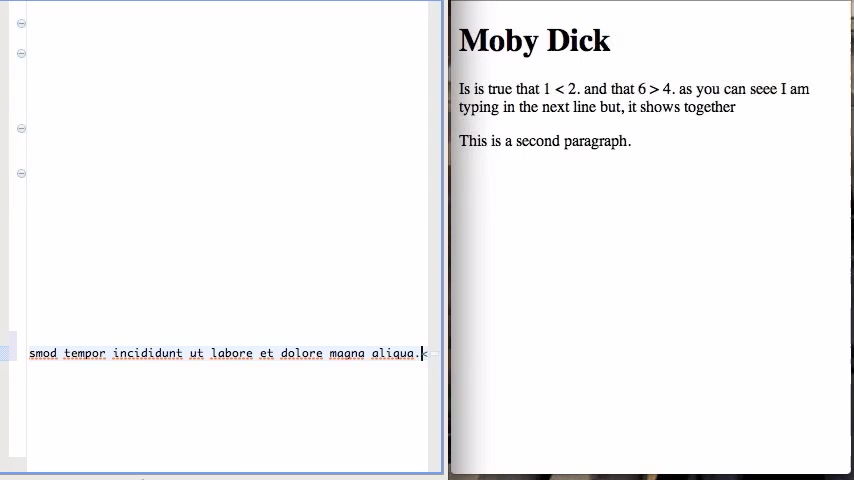 smod tempor incididunt ut labore et dolore magna aliqua.<
Moby Dick
Is is true that 1 < 2. and that 6 > 4. as you can seee I am
typing in the next line but, it shows together
This is a second paragraph.